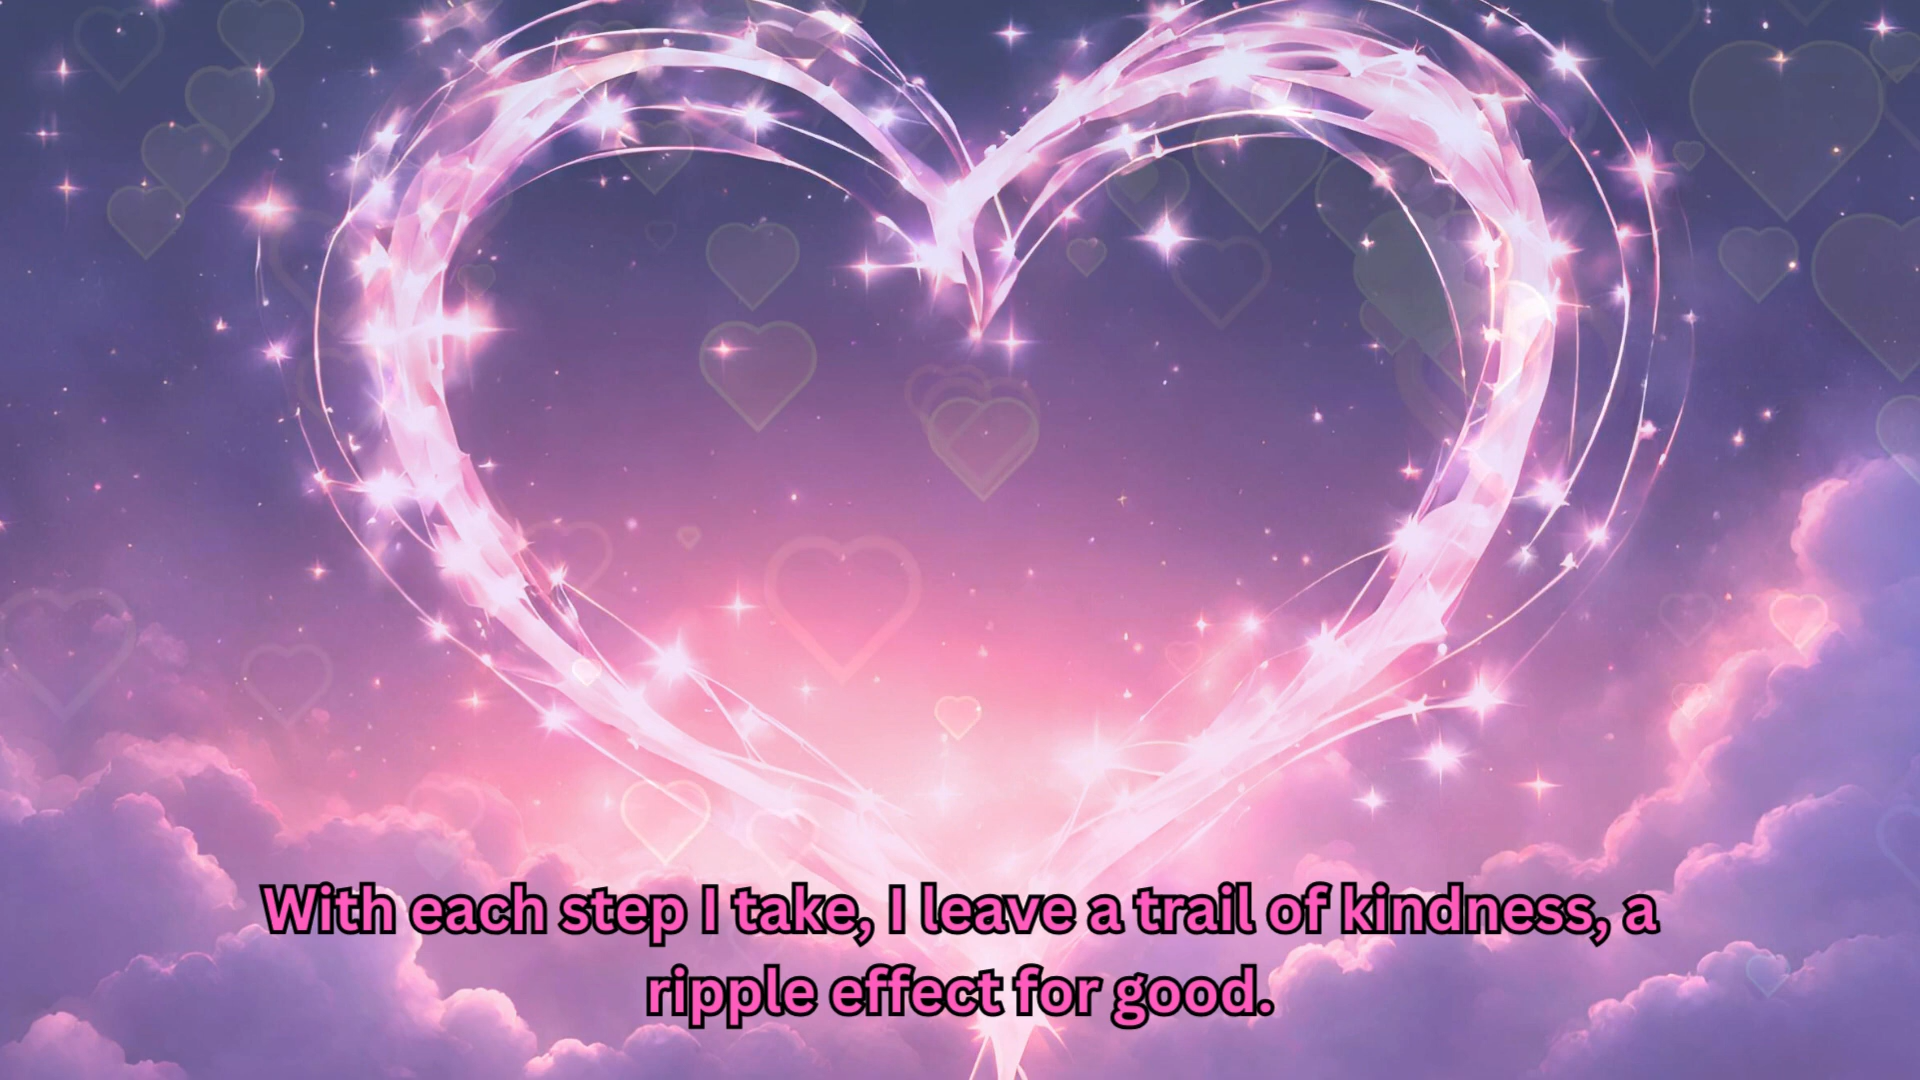 With each step I take, I leave a trail of kindness, a
ripple effect for good.